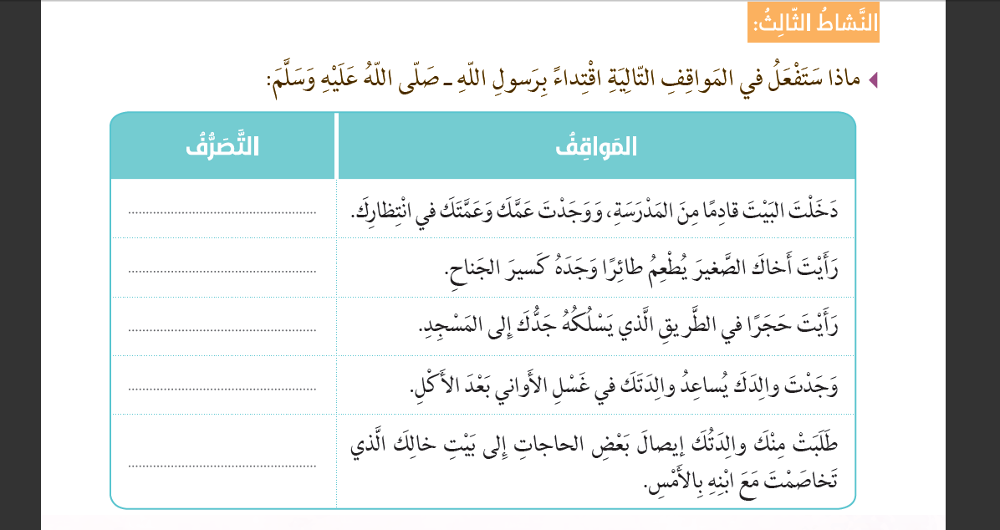 النَّشاطُ الثّالِثُ:
ماذا سَتَفْعَلُ في المَواقِفِ التّالِيَةِ اقْتِداءً بِرَسولِ اللّهِ ـ صَلّى اللّهُ عَلَيْهِ وَسَلَّمَ:
المَواقِفُ
التَّصَرُّفُ
دَخَلْتَ البَيْتَ قادِمًا مِنَ المَدْرَسَةِ، وَوَجَدْتَ عَمَّكَ وَعَمَّتَكَ في انْتِظارِكَ.
رَأَيْتَ أَخاكَ الصَّغيرَ يُطْعِمُ طائِرًا وَجَدَهُ كَسيرَ الجَناحِ.
رَأَيْتَ حَجَرًا في الطَّريقِ الَّذي يَسْلُكُهُ جَدُّكَ إِلى المَسْجِدِ.
وَجَدْتَ والِدَكَ يُساعِدُ والِدَتَكَ في غَسْلِ الأَواني بَعْدَ الأَكْلِ.
طَلَبَتْ مِنْكَ والِدَتُكَ إيصالَ بَعْضِ الحاجاتِ إِلى بَيْتِ خالِكَ الَّذي
تَخاصَمْتَ مَعَ ابْنِهِ بِالأَمْسِ.